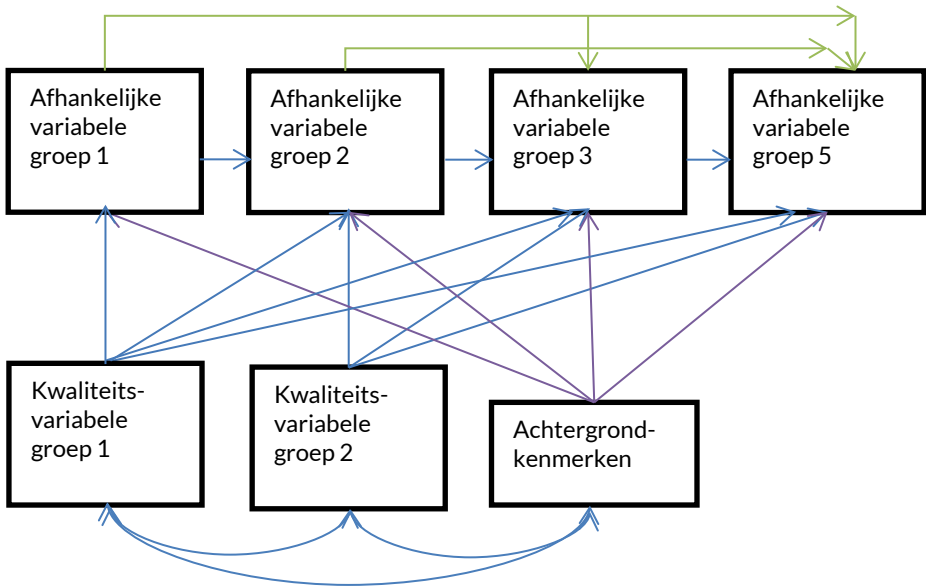 Afhankelijke
variabele
groep 1
Afhankelijke
variabele
groep 2
Afhankelijke
variabele
groep 3
Afhankelijke
variabele
groep 5
Kwaliteits-
variabele
groep 1
Kwaliteits-
variabele
groep 2
Achtergrond-
kenmerken